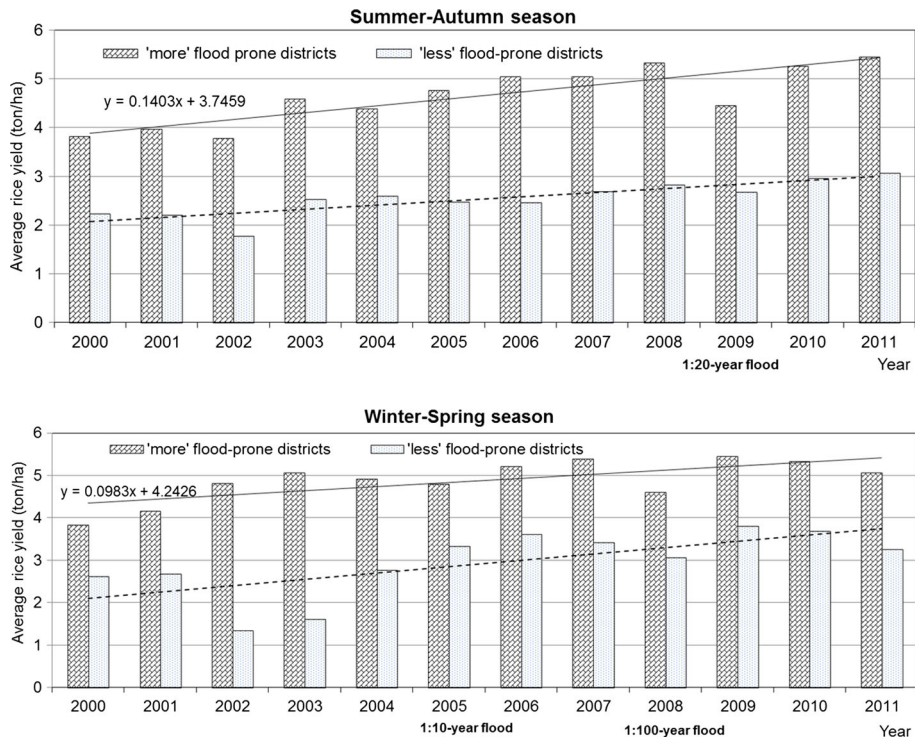 Summer-Autumn season
6
5
4
3
2
1
0
Average rice yield (ton/ha)
'more' flood prone districts
'less' flood-prone districts
y = 0.1403x + 3.7459
2000 2001 2002 2003 2004 2005 2006 2007 2008 2009 2010 2011
1:20-year flood
Year
Winter-Spring season
6
5
4
3
2
1
0
Average rice yield (ton/ha)
'more' flood-prone districts
'less' flood-prone districts
y = 0.0983x + 4.2426
2000 2001 2002 2003 2004 2005 2006 2007 2008 2009 2010 2011
1:10-year flood
1:100-year flood
Year